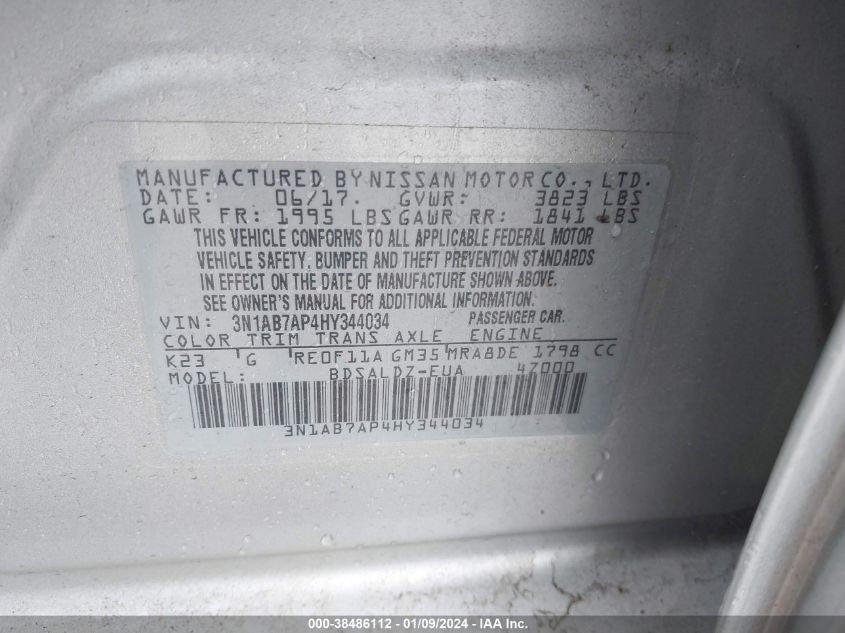 MANUFACTURED BY NISSAN MOTOR CO., LTD.
DATE: 06/17. GVWR: 3823 LBS
GAWR FR: 1995 LBS GAWR RR: 1841 LBS
THIS VEHICLE CONFORMS TO ALL APPLICABLE FEDERAL MOTOR
VEHICLE SAFETY, BUMPER AND THEFT PREVENTION STANDARDS
IN EFFECT ON THE DATE OF MANUFACTURE SHOWN ABOVE.
SEE OWNER'S MANUAL FOR ADDITIONAL INFORMATION.
VIN: 3N1AB7AP4HY344034 PASSENGER CAR.
COLOR TRIM TRANS AXLE ENGINE
K23 G RE0F11A GM35 MRA8DE 1798 CC
MODEL: BDSALDZ-EUA 47000
3N1AB7AP4HY344034
000-38486112 - 01/09/2024 - IAA Inc.